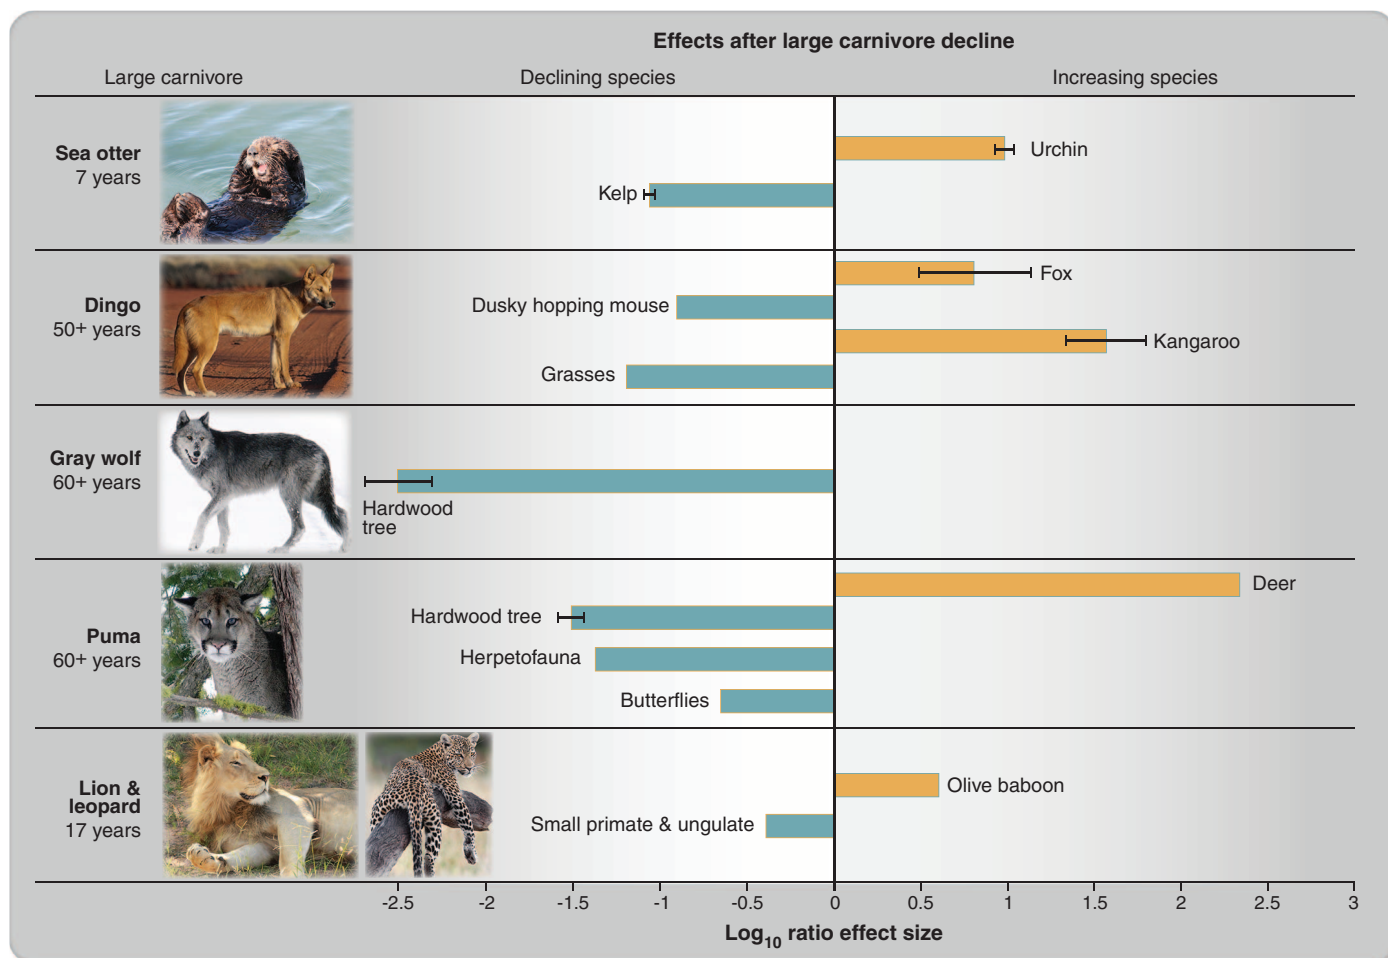 Effects after large carnivore decline
Large carnivore
Declining species
Increasing species
Sea otter
7 years
Urchin
Kelp
Dingo
50+ years
Fox
Dusky hopping mouse
Kangaroo
Grasses
Gray wolf
60+ years
Hardwood
tree
Puma
60+ years
Deer
Hardwood tree
Herpetofauna
Butterflies
Lion &
leopard
17 years
Olive baboon
Small primate & ungulate
-2.5 -2 -1.5 -1 -0.5 0 0.5 1 1.5 2 2.5 3
Log10 ratio effect size